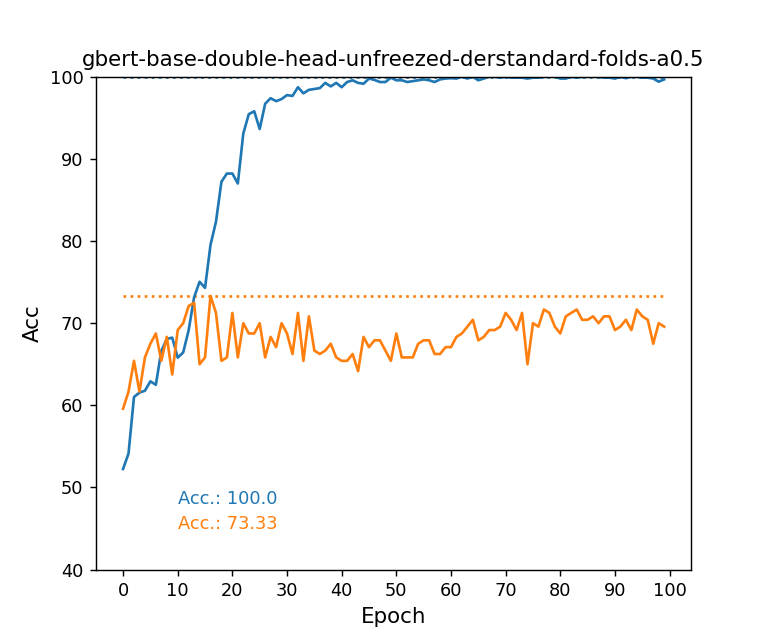 gbert-base-double-head-unfreezed-derstandard-folds-a0.5
100
90
80
70
60
50
40
Acc
Acc.: 100.0
Acc.: 73.33
0 10 20 30 40 50 60 70 80 90 100
Epoch